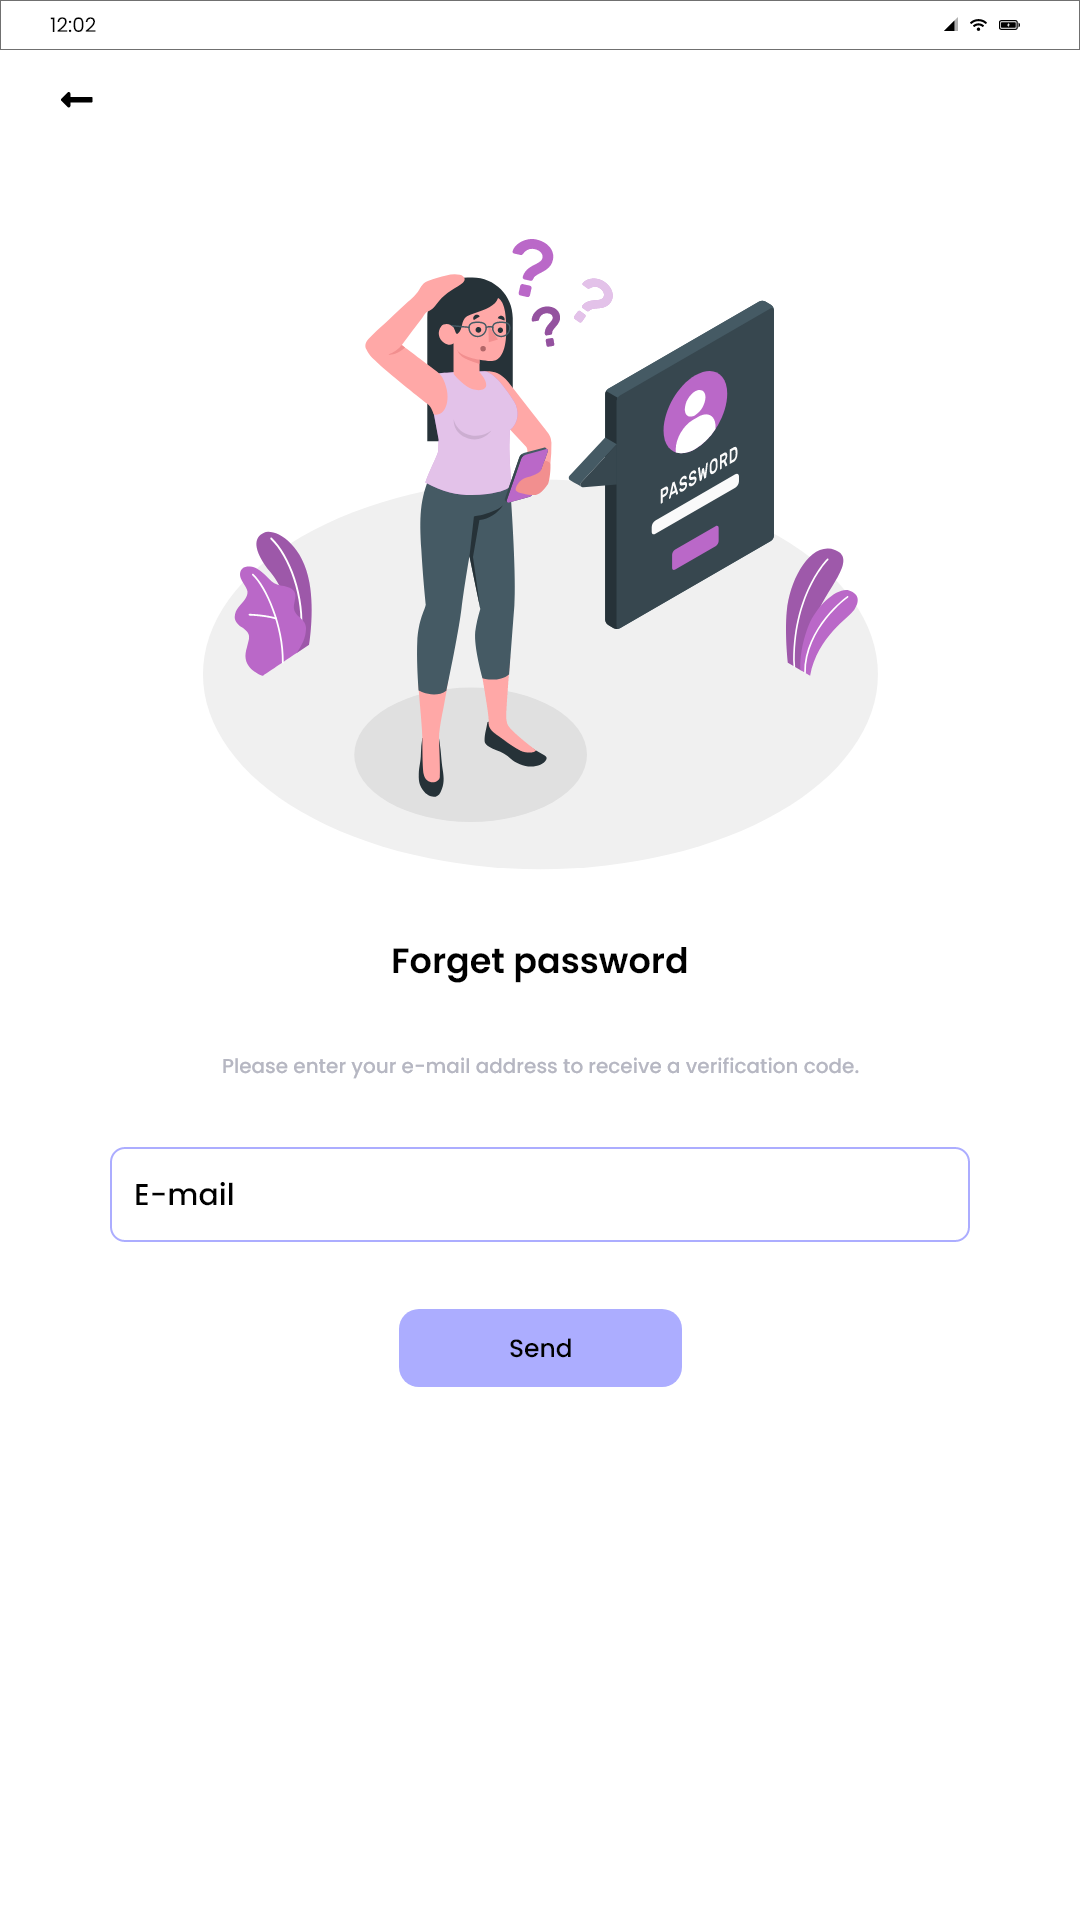 12:02
?
?
?
PASSWORD
Forget password
Please enter your e-mail address to receive a verification code.
E-mail
Send